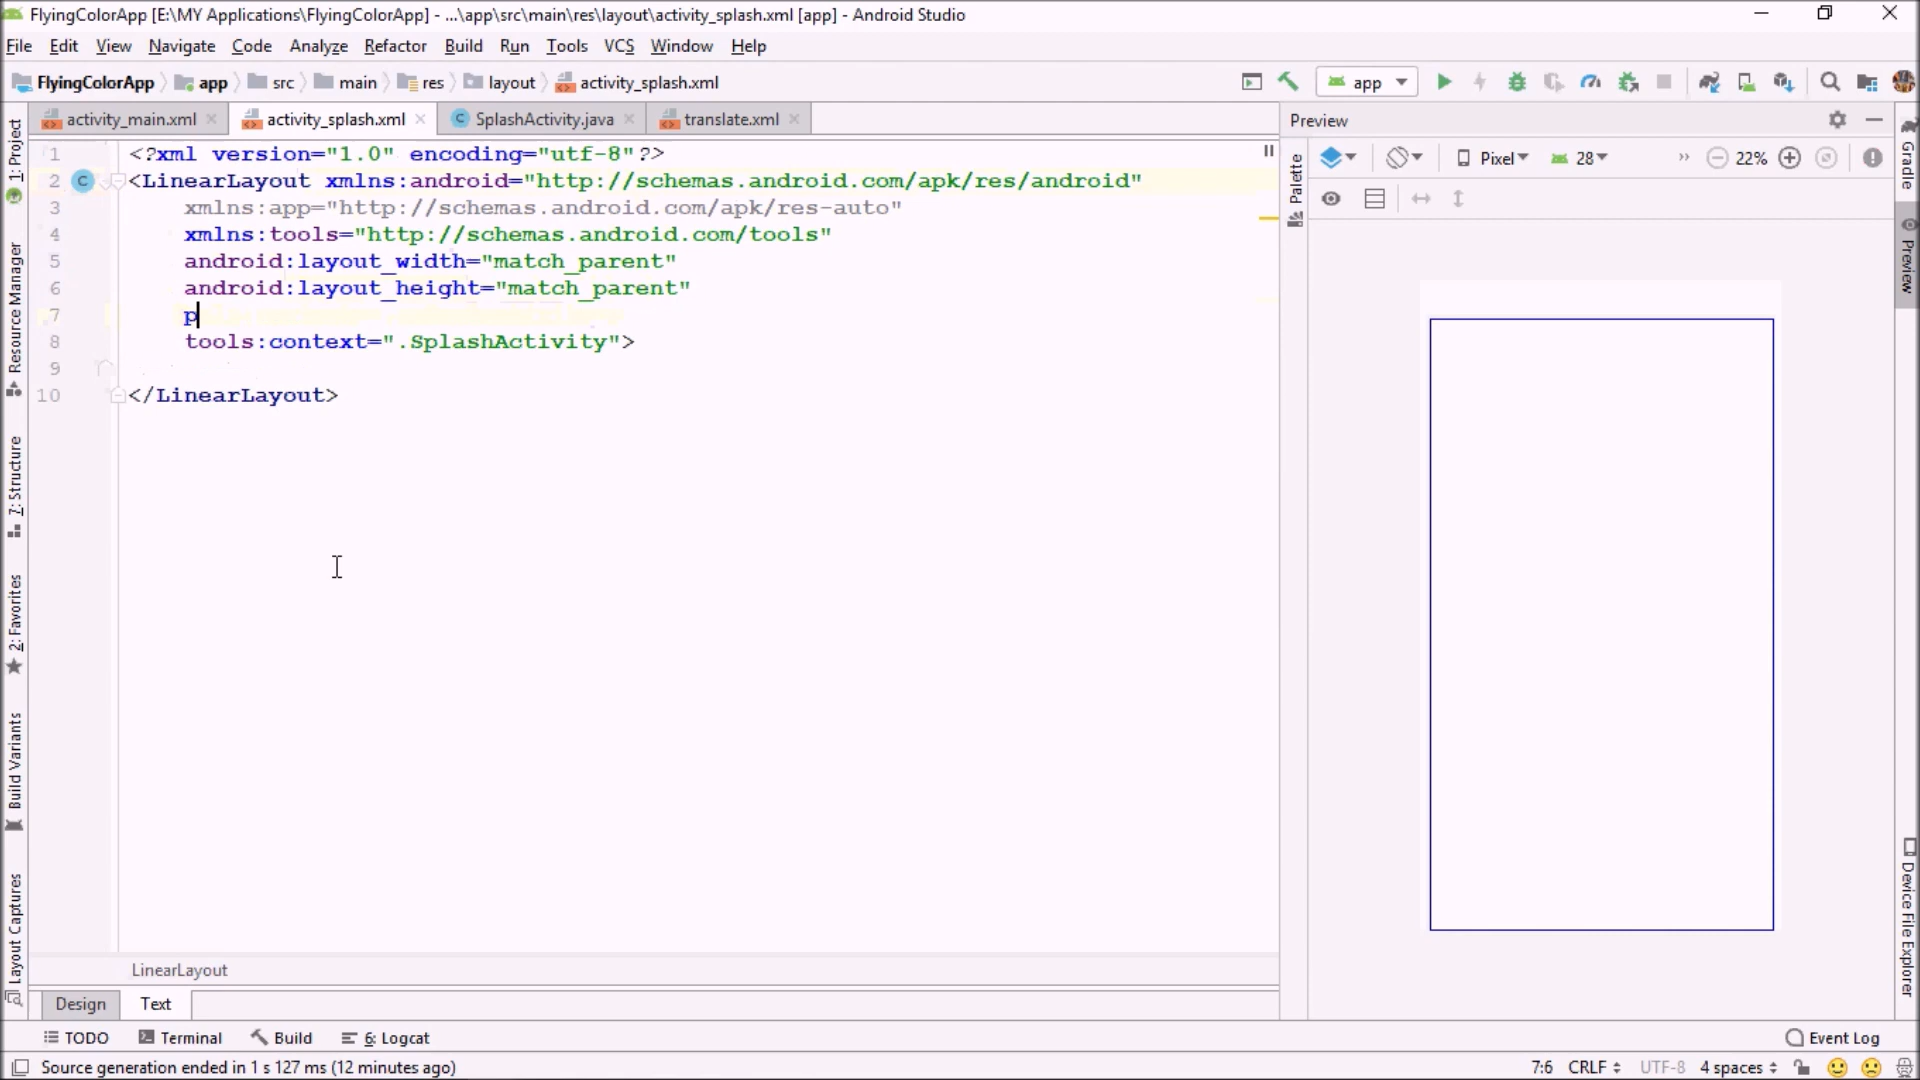 FlyingColorApp [E:\MY Applications\FlyingColorApp] - ...\app\src\main\res\layout\activity_splash.xml [app] - Android Studio
File Edit View Navigate Code Analyze Refactor Build Run Tools VCS Window Help
FlyingColorApp app src main res layout activity_splash.xml app
activity_main.xml activity_splash.xml SplashActivity.java translate.xml Preview
Pixel 28 22%
1 <?xml version="1.0" encoding="utf-8"?>
2 C <LinearLayout xmlns:android="http://schemas.android.com/apk/res/android"
3 xmlns:app="http://schemas.android.com/apk/res-auto"
4 xmlns:tools="http://schemas.android.com/tools"
5 android:layout_width="match_parent"
6 android:layout_height="match_parent"
7 p
8 tools:context=".SplashActivity">
9
10 </LinearLayout>
1: Project
Resource Manager
7: Structure
2: Favorites
Build Variants
Layout Captures
Palette
Gradle
Preview
Device File Explorer
LinearLayout
Design Text
TODO Terminal Build 6: Logcat Event Log
Source generation ended in 1 s 127 ms (12 minutes ago) 7:6 CRLF UTF-8 4 spaces